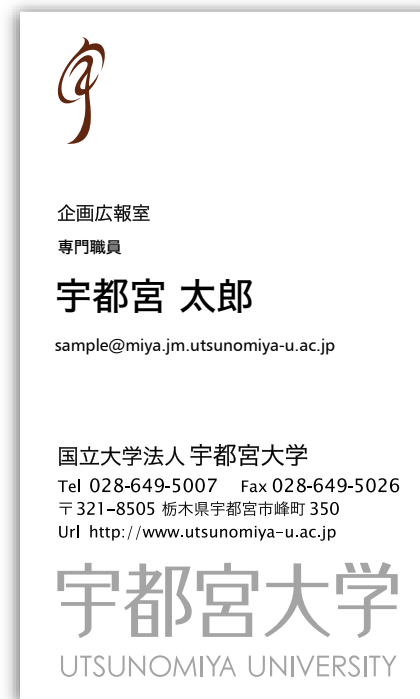 企画広報室
専門職員
宇都宮 太郎
sample@miya.jm.utsunomiya-u.ac.jp
国立大学法人 宇都宮大学
Tel 028-649-5007 Fax 028-649-5026
〒321-8505 栃木県宇都宮市峰町 350
Url http://www.utsunomiya-u.ac.jp
宇都宮大学
UTSUNOMIYA UNIVERSITY